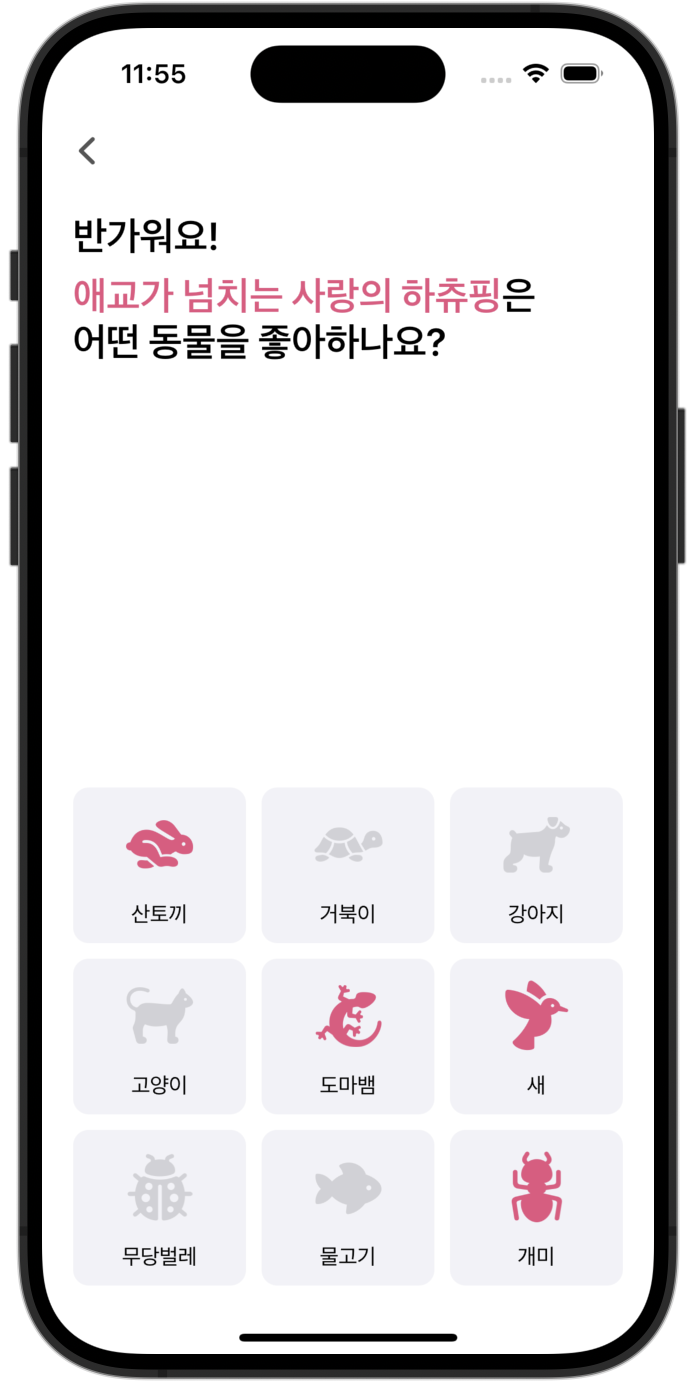 11:55
반가워요!
애교가 넘치는 사랑의 하츄핑은
어떤 동물을 좋아하나요?
산토끼
거북이
강아지
고양이
도마뱀
새
무당벌레
물고기
개미